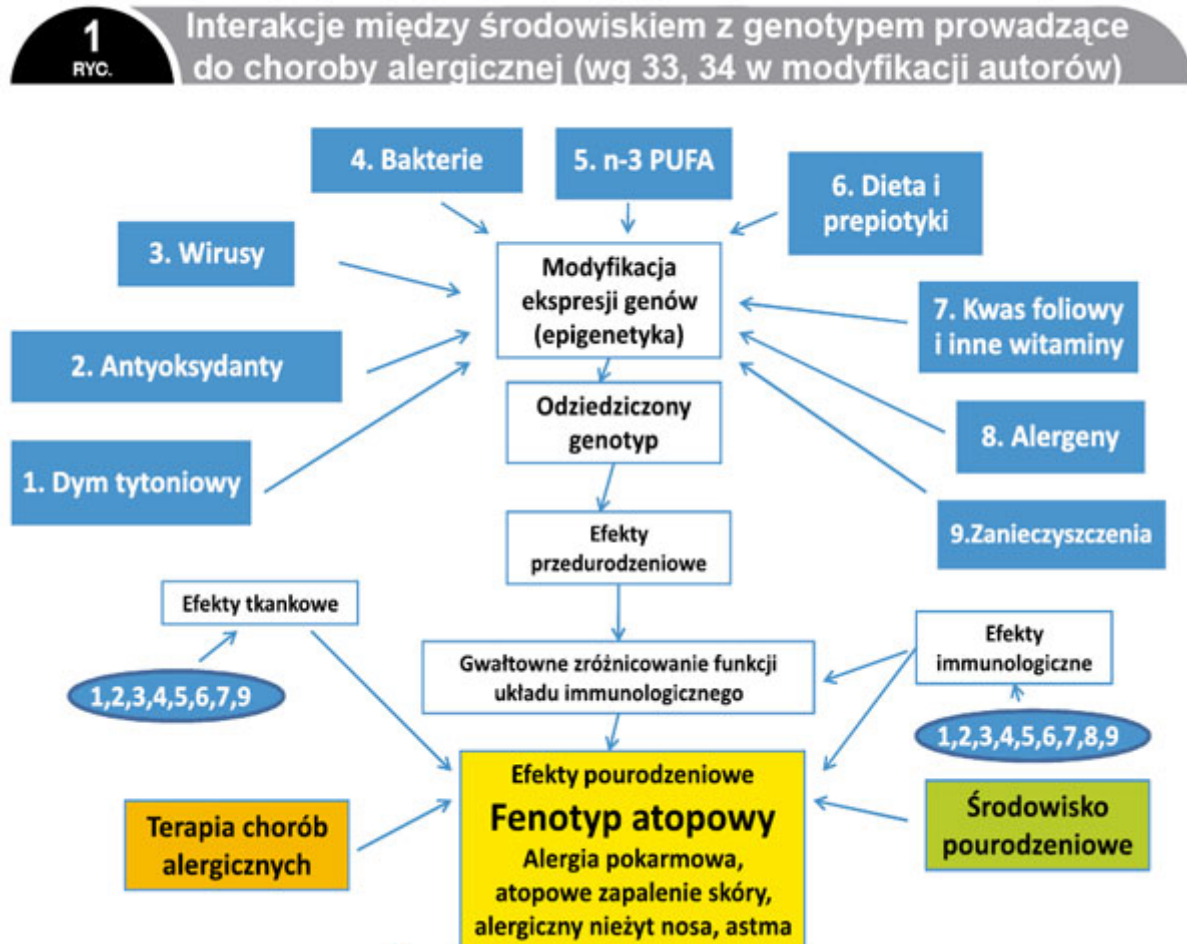 1
RYC.
Interakcje między środowiskiem z genotypem prowadzące
do choroby alergicznej (wg 33, 34 w modyfikacji autorów)
4. Bakterie
5. n-3 PUFA
6. Dieta i
prepiotyki
3. Wirusy
Modyfikacja
ekspresji genów
(epigenetyka)
7. Kwas foliowy
i inne witaminy
2. Antyoksydanty
Odziedziczony
genotyp
8. Alergeny
1. Dym tytoniowy
9.Zanieczyszczenia
Efekty
przedurodzeniowe
Efekty tkankowe
Efekty
immunologiczne
Gwałtowne zróżnicowanie funkcji
układu immunologicznego
1,2,3,4,5,6,7,9
1,2,3,4,5,6,7,8,9
Efekty pourodzeniowe
Fenotyp atopowy
Alergia pokarmowa,
atopowe zapalenie skóry,
alergiczny nieżyt nosa, astma
Terapia chorób
alergicznych
Środowisko
pourodzeniowe